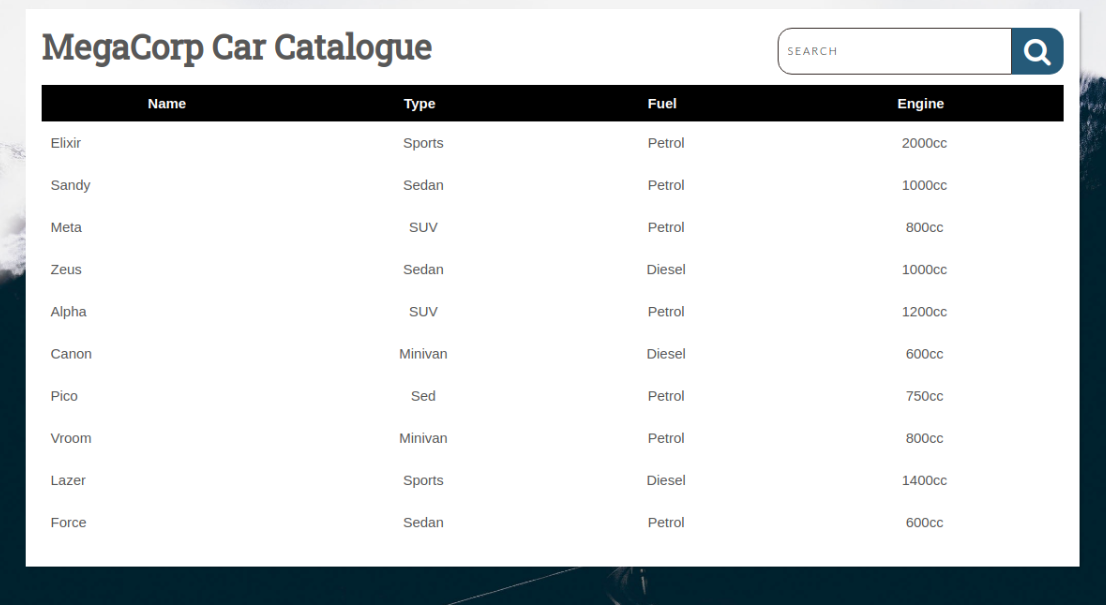 MegaCorp Car Catalogue
SEARCH
Name Type Fuel Engine
Elixir Sports Petrol 2000cc
Sandy Sedan Petrol 1000cc
Meta SUV Petrol 800cc
Zeus Sedan Diesel 1000cc
Alpha SUV Petrol 1200cc
Canon Minivan Diesel 600cc
Pico Sed Petrol 750cc
Vroom Minivan Petrol 800cc
Lazer Sports Diesel 1400cc
Force Sedan Petrol 600cc